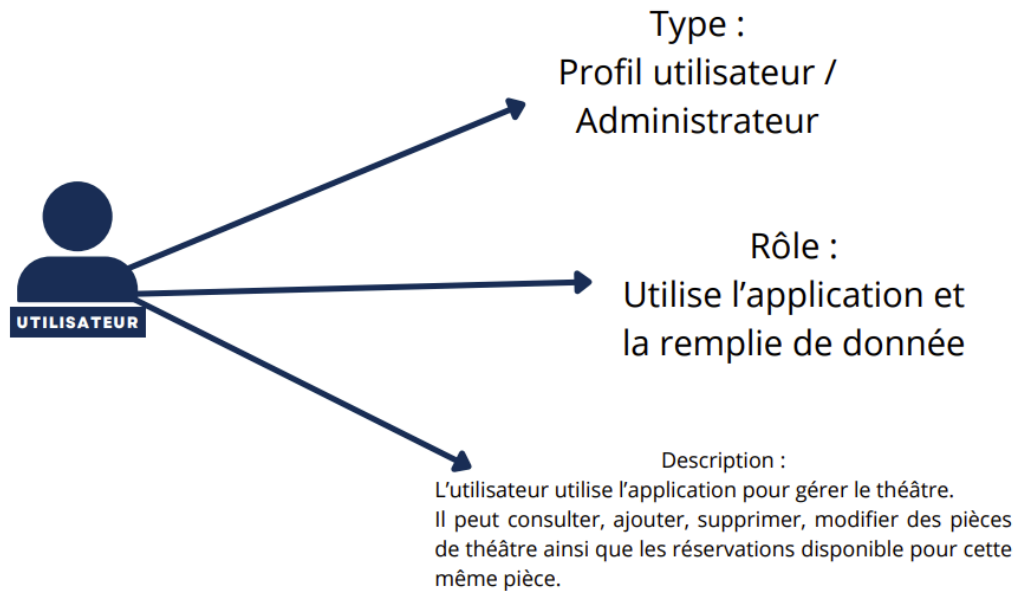 Type :
Profil utilisateur /
Administrateur
UTILISATEUR
Rôle :
Utilise l’application et
la remplie de donnée
Description :
L’utilisateur utilise l’application pour gérer le théâtre.
Il peut consulter, ajouter, supprimer, modifier des pièces
de théâtre ainsi que les réservations disponible pour cette
même pièce.